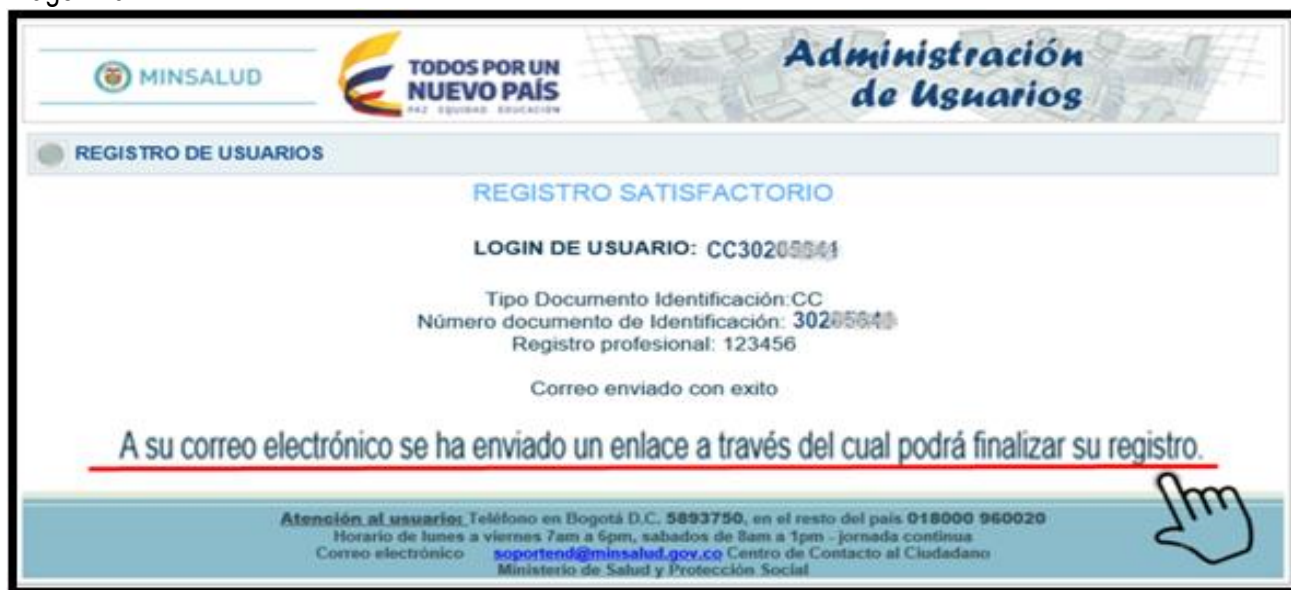 MINSALUD
TODOS POR UN
NUEVO PAÍS
PAZ EQUIDAD EDUCACIÓN
Administración
de Usuarios
REGISTRO DE USUARIOS
REGISTRO SATISFACTORIO
LOGIN DE USUARIO:
Tipo Documento Identificación:CC
Número documento de Identificación:
Registro profesional: 123456
Correo enviado con exito
A su correo electrónico se ha enviado un enlace a través del cual podrá finalizar su registro.
Atención al usuario: Teléfono en Bogotá D.C. 5893750, en el resto del país 018000 960020
Horario de lunes a viernes 7am a 6pm, sabados de 8am a 1pm - jornada continua
Correo electrónico soportend@minsalud.gov.co Centro de Contacto al Ciudadano
Ministerio de Salud y Protección Social